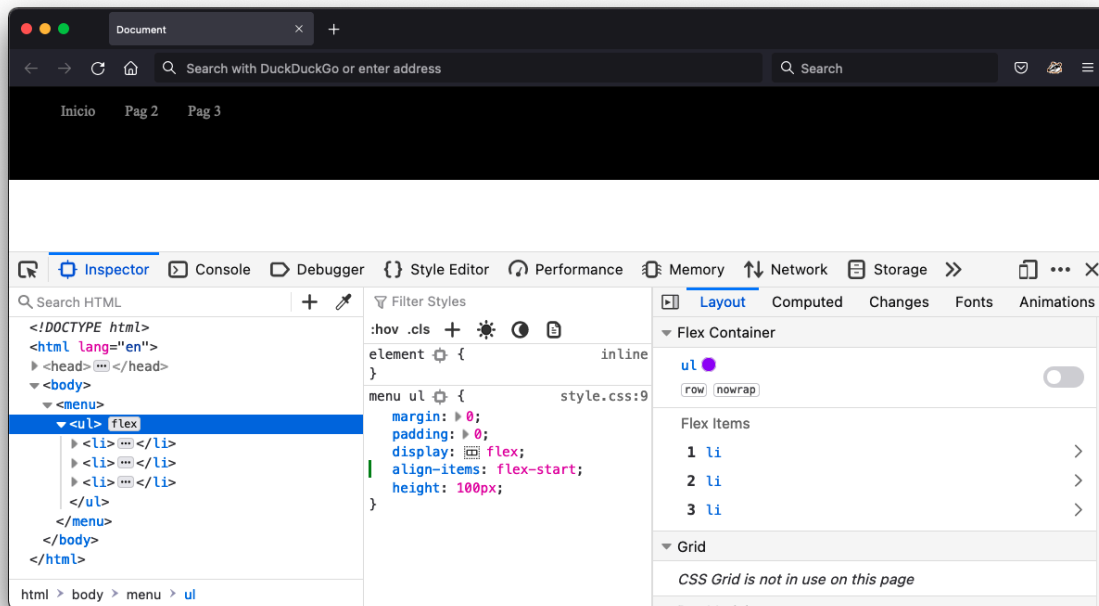 Document
Search with DuckDuckGo or enter address
Search
Inicio Pag 2 Pag 3
Inspector Console Debugger {} Style Editor Performance Memory Network Storage
Search HTML
<!DOCTYPE html>
<html lang="en">
<head> ••• </head>
<body>
<menu>
<ul> flex
<li> ••• </li>
<li> ••• </li>
<li> ••• </li>
</ul>
</menu>
</body>
</html>
html > body > menu > ul
Filter Styles
:hov .cls +
element { inline
}
menu ul { style.css:9
margin: 0;
padding: 0;
display: flex;
align-items: flex-start;
height: 100px;
}
Layout Computed Changes Fonts Animations
Flex Container
ul
row nowrap
Flex Items
1 li
2 li
3 li
Grid
CSS Grid is not in use on this page